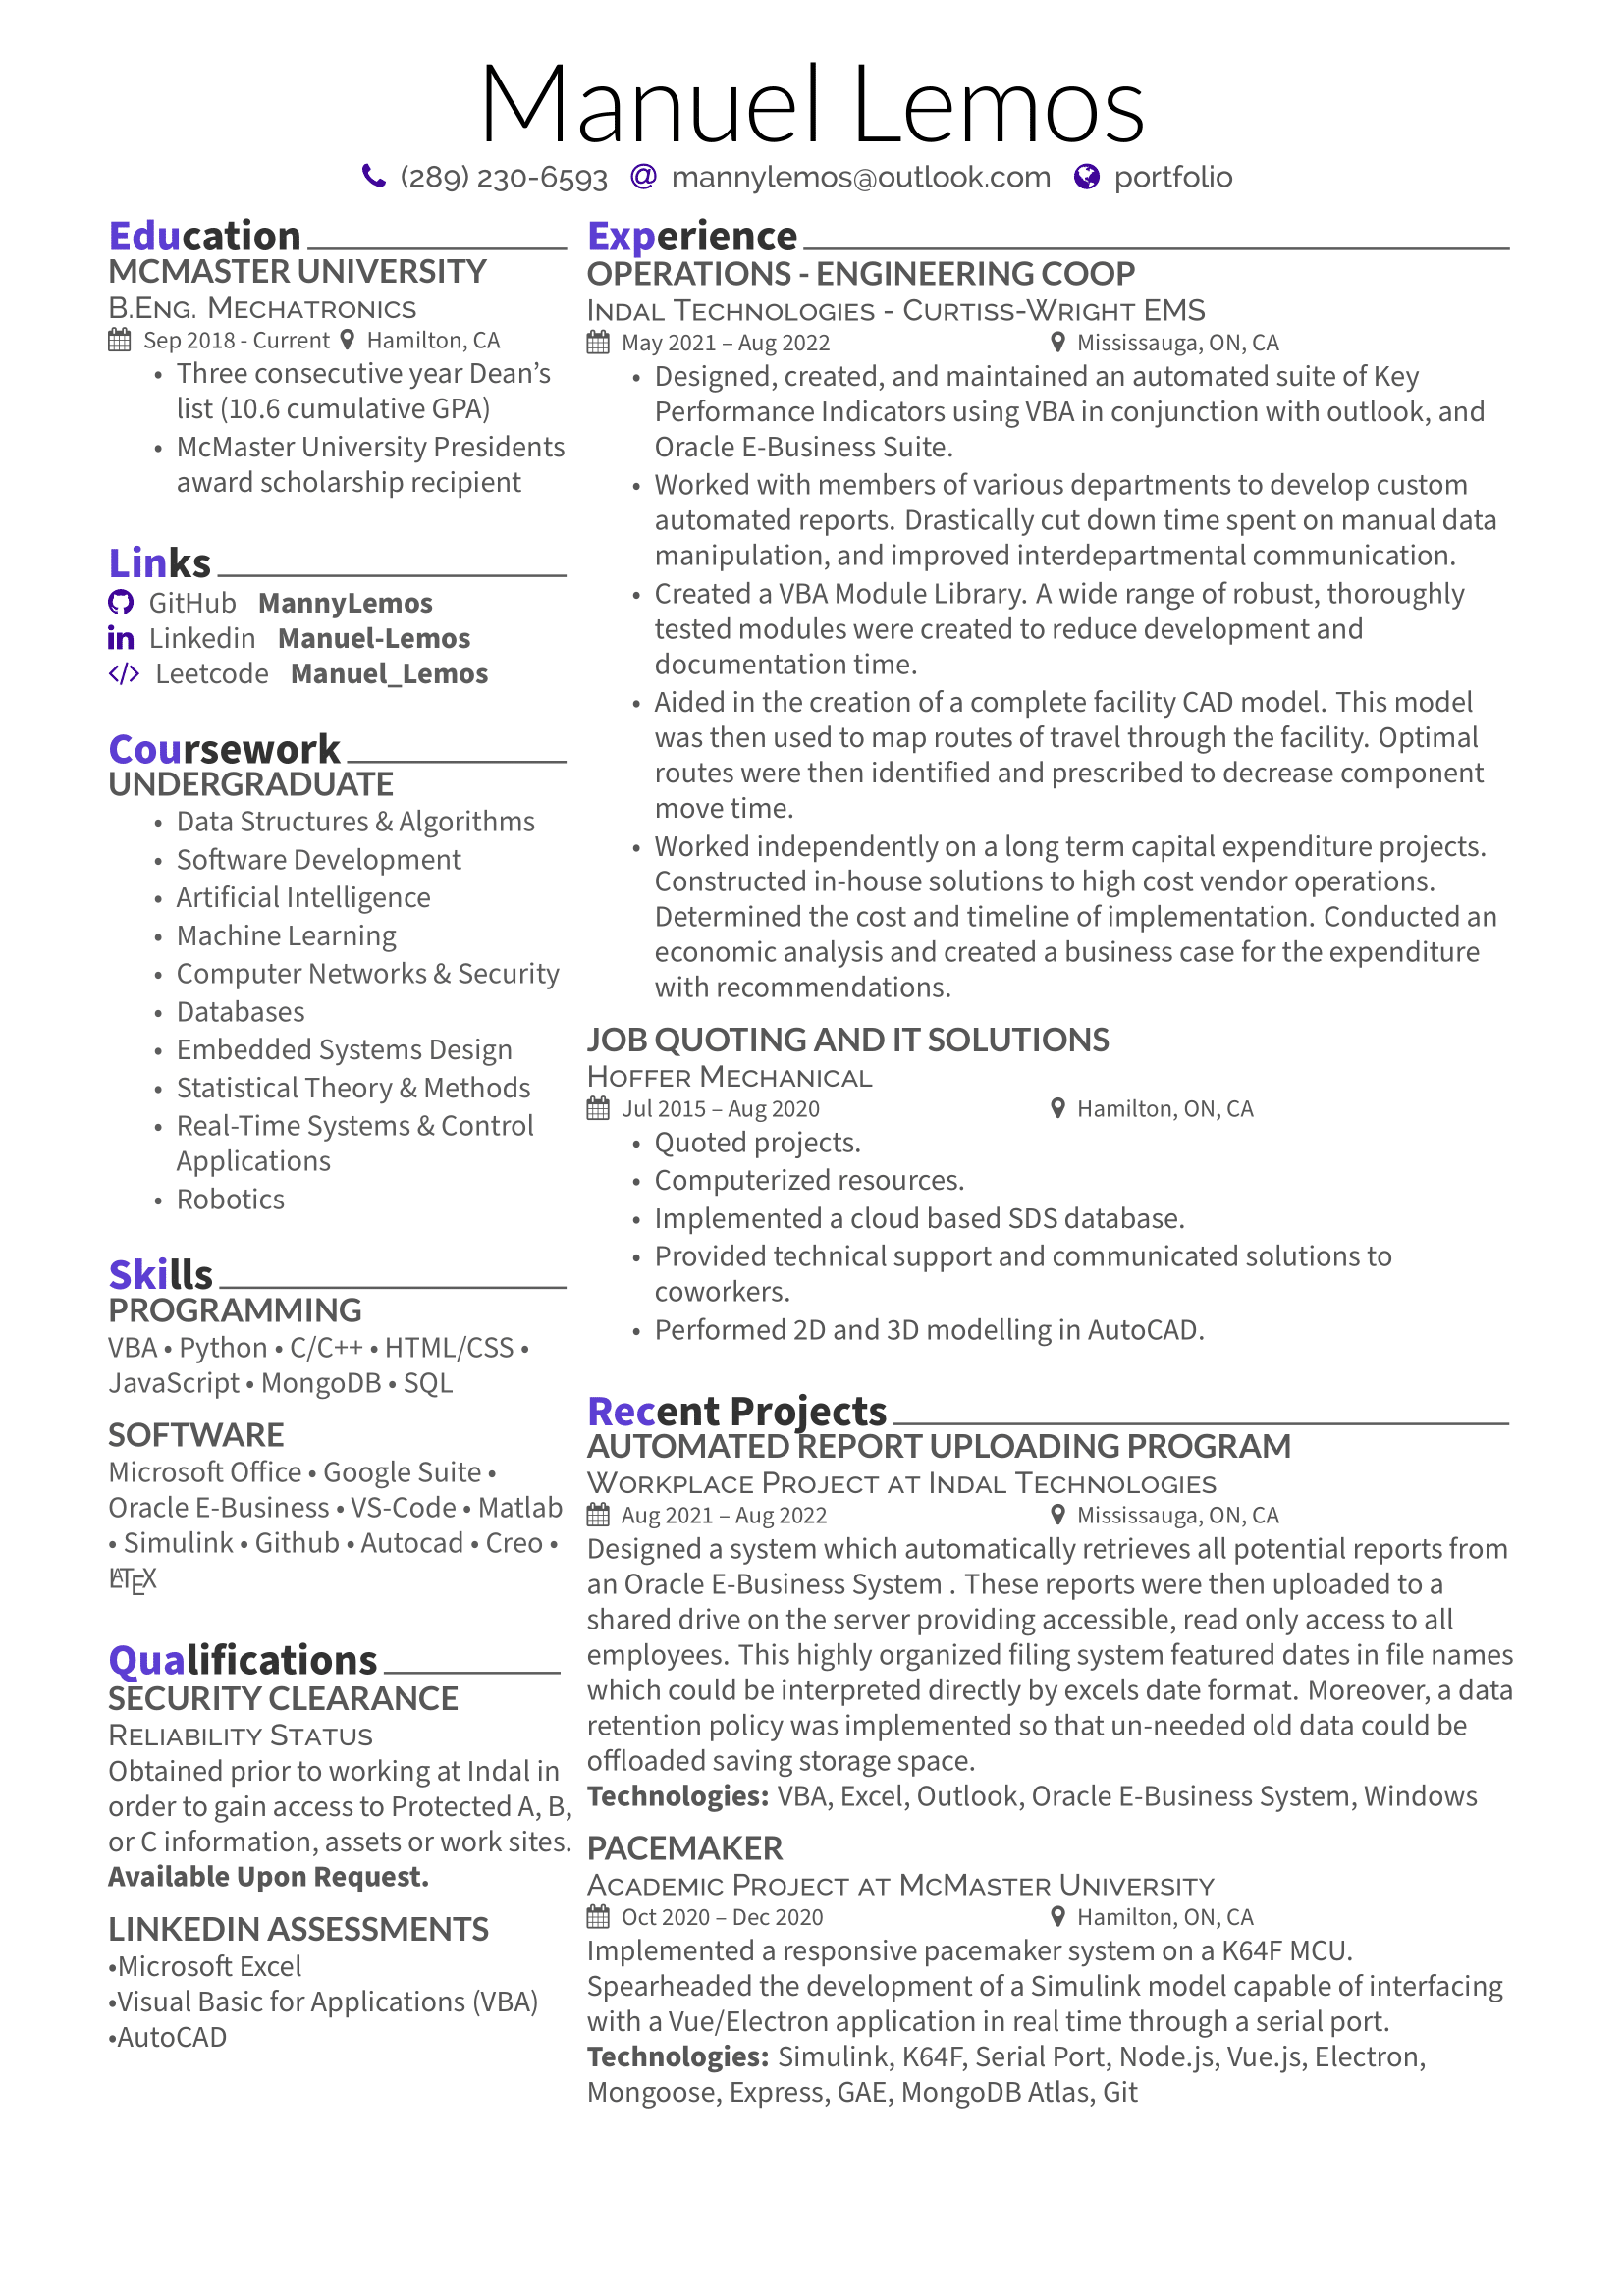 Manuel Lemos
(289) 230-6593 @ mannylemos@outlook.com portfolio
Education
MCMASTER UNIVERSITY
B.Eng. Mechatronics
Sep 2018 - Current Hamilton, CA
• Three consecutive year Dean’s
list (10.6 cumulative GPA)
• McMaster University Presidents
award scholarship recipient
Links
GitHub MannyLemos
in Linkedin Manuel-Lemos
</> Leetcode Manuel_Lemos
Coursework
UNDERGRADUATE
• Data Structures & Algorithms
• Software Development
• Artificial Intelligence
• Machine Learning
• Computer Networks & Security
• Databases
• Embedded Systems Design
• Statistical Theory & Methods
• Real-Time Systems & Control
Applications
• Robotics
Skills
PROGRAMMING
VBA • Python • C/C++ • HTML/CSS •
JavaScript • MongoDB • SQL
SOFTWARE
Microsoft Office • Google Suite •
Oracle E-Business • VS-Code • Matlab
• Simulink • Github • Autocad • Creo •
LATEX
Qualifications
SECURITY CLEARANCE
Reliability Status
Obtained prior to working at Indal in
order to gain access to Protected A, B,
or C information, assets or work sites.
Available Upon Request.
LINKEDIN ASSESSMENTS
•Microsoft Excel
•Visual Basic for Applications (VBA)
•AutoCAD
Experience
OPERATIONS - ENGINEERING COOP
Indal Technologies - Curtiss-Wright EMS
May 2021 – Aug 2022 Mississauga, ON, CA
• Designed, created, and maintained an automated suite of Key
Performance Indicators using VBA in conjunction with outlook, and
Oracle E-Business Suite.
• Worked with members of various departments to develop custom
automated reports. Drastically cut down time spent on manual data
manipulation, and improved interdepartmental communication.
• Created a VBA Module Library. A wide range of robust, thoroughly
tested modules were created to reduce development and
documentation time.
• Aided in the creation of a complete facility CAD model. This model
was then used to map routes of travel through the facility. Optimal
routes were then identified and prescribed to decrease component
move time.
• Worked independently on a long term capital expenditure projects.
Constructed in-house solutions to high cost vendor operations.
Determined the cost and timeline of implementation. Conducted an
economic analysis and created a business case for the expenditure
with recommendations.
JOB QUOTING AND IT SOLUTIONS
Hoffer Mechanical
Jul 2015 – Aug 2020 Hamilton, ON, CA
• Quoted projects.
• Computerized resources.
• Implemented a cloud based SDS database.
• Provided technical support and communicated solutions to
coworkers.
• Performed 2D and 3D modelling in AutoCAD.
Recent Projects
AUTOMATED REPORT UPLOADING PROGRAM
Workplace Project at Indal Technologies
Aug 2021 – Aug 2022 Mississauga, ON, CA
Designed a system which automatically retrieves all potential reports from
an Oracle E-Business System . These reports were then uploaded to a
shared drive on the server providing accessible, read only access to all
employees. This highly organized filing system featured dates in file names
which could be interpreted directly by excels date format. Moreover, a data
retention policy was implemented so that un-needed old data could be
offloaded saving storage space.
Technologies: VBA, Excel, Outlook, Oracle E-Business System, Windows
PACEMAKER
Academic Project at McMaster University
Oct 2020 – Dec 2020 Hamilton, ON, CA
Implemented a responsive pacemaker system on a K64F MCU.
Spearheaded the development of a Simulink model capable of interfacing
with a Vue/Electron application in real time through a serial port.
Technologies: Simulink, K64F, Serial Port, Node.js, Vue.js, Electron,
Mongoose, Express, GAE, MongoDB Atlas, Git